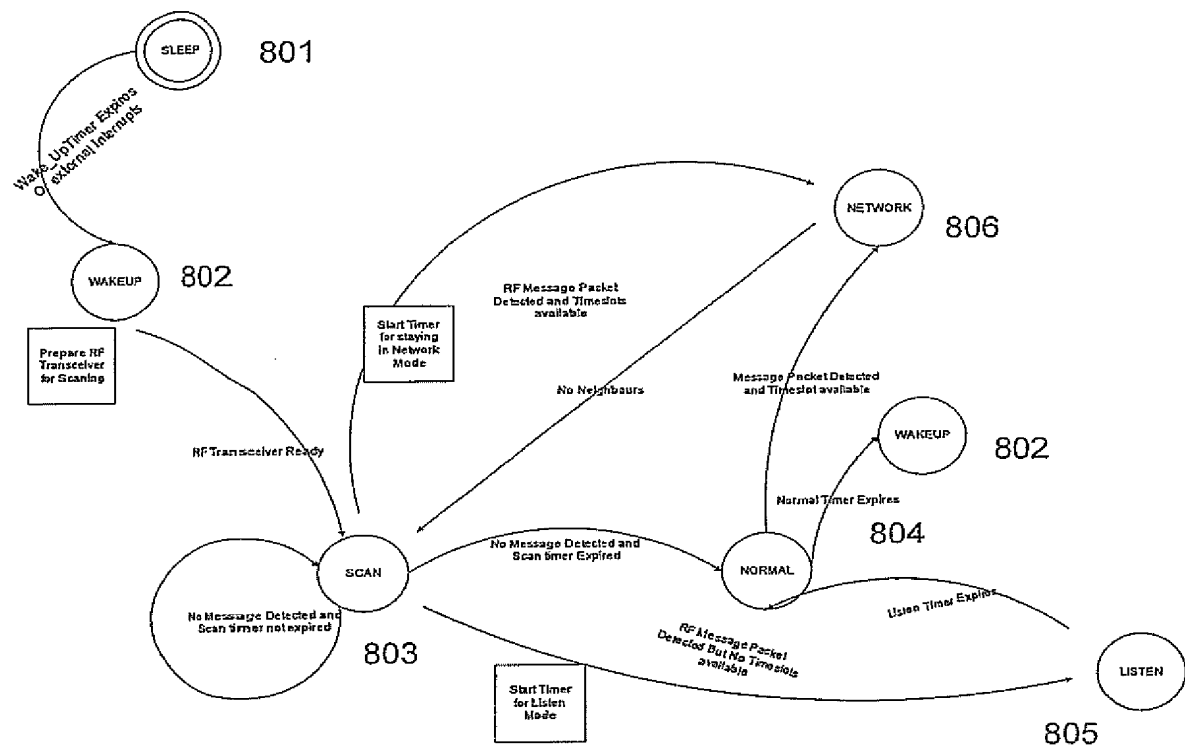 SLEEP
801
Wake_UpTimer Expires
or external Interrupts
WAKEUP
802
Prepare RF
Transceiver
for Scaning
RF Transceiver Ready
Start Timer
for staying
in Network
Mode
RF Message Packet
Detected and Timeslots
available
NETWORK
806
No Neighbours
Message Packet Detected
and Timeslot available
WAKEUP
802
Normal Timer Expires
804
No Message Detected and
Scan timer Expired
SCAN
NORMAL
No Message Detected and
Scan timer not expired
803
Listen Timer Expires
RF Message Packet
Detected But No Timeslots
available
Start Timer
for Listen
Mode
LISTEN
805